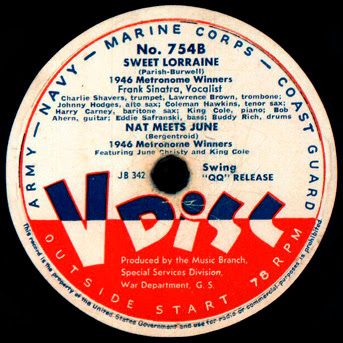 ARMY — NAVY — MARINE CORPS — COAST GUARD
No. 754B
SWEET LORRAINE
(Parish-Burwell)
1946 Metronome Winners
Frank Sinatra, Vocalist
Charlie Shavers, trumpet, Lawrence Brown, trombone;
Johnny Hodges, alto sax; Coleman Hawkins, tenor sax;
Harry Carney, baritone sax; King Cole, piano; Bob
Ahern, guitar; Eddie Safranski, bass; Buddy Rich, drums
NAT MEETS JUNE
(Bergentroid)
1946 Metronome Winners
Featuring June Christy and King Cole
JB 342
Swing
"QQ" RELEASE
V DISC
Produced by the Music Branch,
Special Services Division,
War Department, G. S.
OUTSIDE START 78 RPM
This record is the property of the United States Government and use for radio or commercial purposes is prohibited.